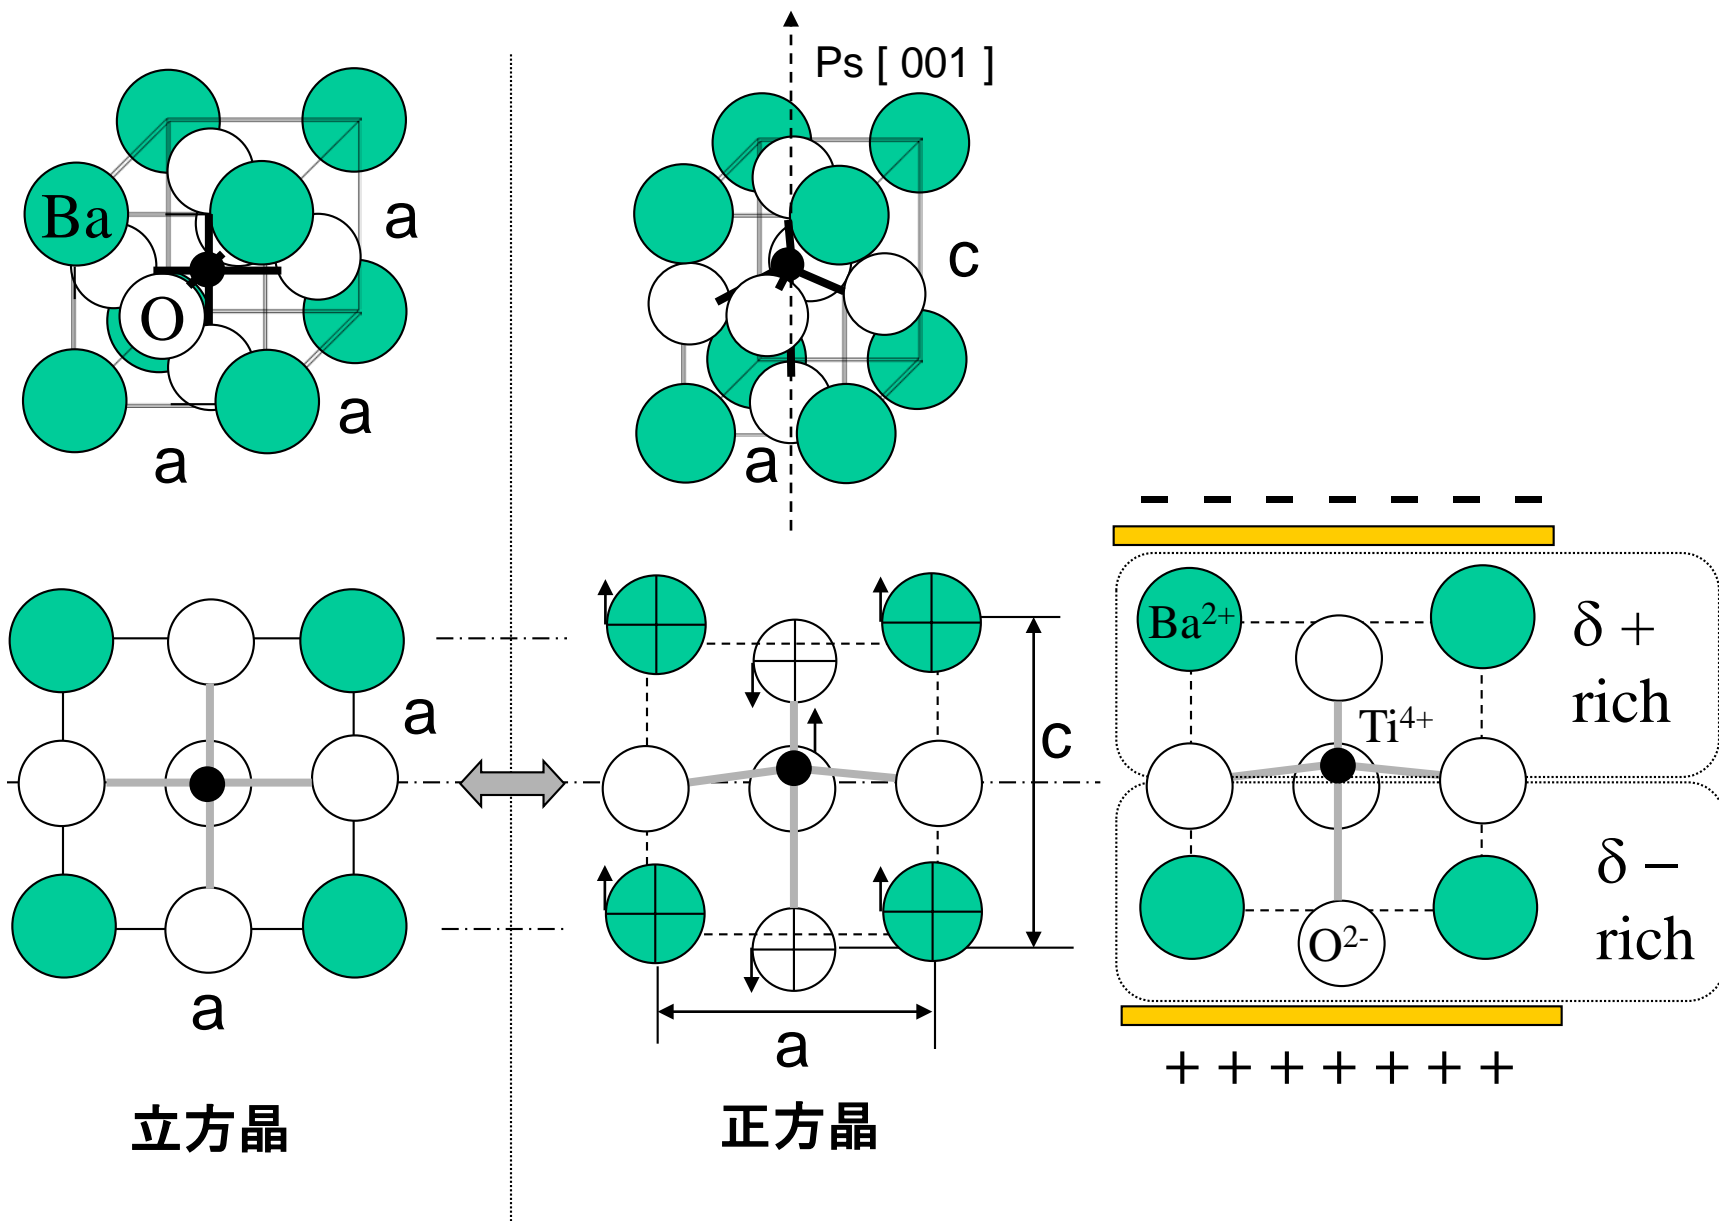 Ps [ 001 ]
Ba
a
c
O
a
a
a
− − − − − − −
Ba2+
δ +
rich
a
c
Ti4+
δ −
rich
O2-
a
a
+ + + + + + +
立方晶
正方晶